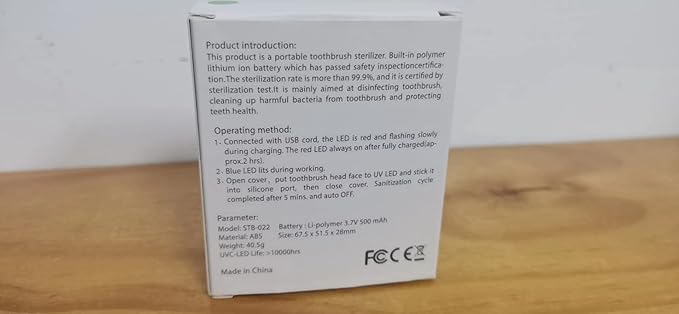 Product introduction:
This product is a portable toothbrush sterilizer. Built-in polymer
lithium ion battery which has passed safety inspectioncertifica-
tion.The sterilization rate is more than 99.9%, and it is certified by
sterilization test.It is mainly aimed at disinfecting toothbrush,
cleaning up harmful bacteria from toothbrush and protecting
teeth health.
Operating method:
1、Connected with USB cord, the LED is red and flashing slowly
during charging. The red LED always on after fully charged(ap-
prox.2 hrs).
2、Blue LED lits during working.
3、Open cover，put toothbrush head face to UV LED and stick it
into silicone port, then close cover. Sanitization cycle
completed after 5 mins. and auto OFF.
Parameter:
Model: STB-022 Battery : Li-polymer 3.7V 500 mAh
Material: ABS Size: 67.5 x 51.5 x 28mm
Weight: 40.5g
UVC-LED Life: >10000hrs
FC CE
Made in China